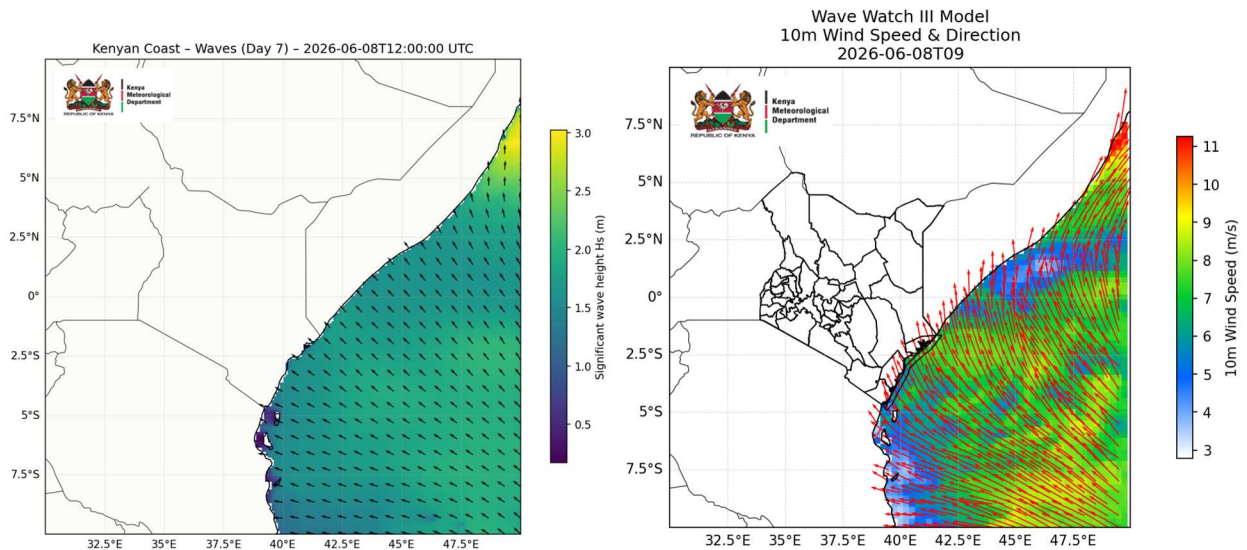 Kenyan Coast – Waves (Day 7) – 2026-06-08T12:00:00 UTC
REPUBLIC OF KENYA
Kenya
Meteorological
Department
7.5°N
5°N
2.5°N
0°
2.5°S
5°S
7.5°S
32.5°E 35°E 37.5°E 40°E 42.5°E 45°E 47.5°E
3.0
2.5
2.0
1.5
1.0
0.5
Significant wave height Hs (m)
Wave Watch III Model
10m Wind Speed & Direction
2026-06-08T09
REPUBLIC OF KENYA
Kenya
Meteorological
Department
7.5°N
5°N
2.5°N
0°
2.5°S
5°S
7.5°S
32.5°E 35°E 37.5°E 40°E 42.5°E 45°E 47.5°E
11
10
9
8
7
6
5
4
3
10m Wind Speed (m/s)